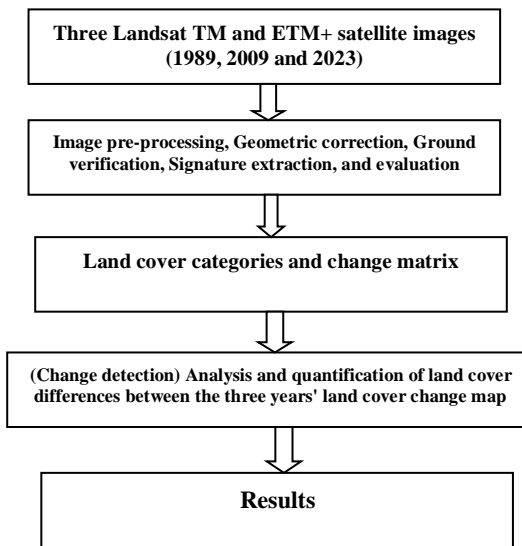 Three Landsat TM and ETM+ satellite images
(1989, 2009 and 2023)
Image pre-processing, Geometric correction, Ground
verification, Signature extraction, and evaluation
Land cover categories and change matrix
(Change detection) Analysis and quantification of land cover
differences between the three years' land cover change map
Results